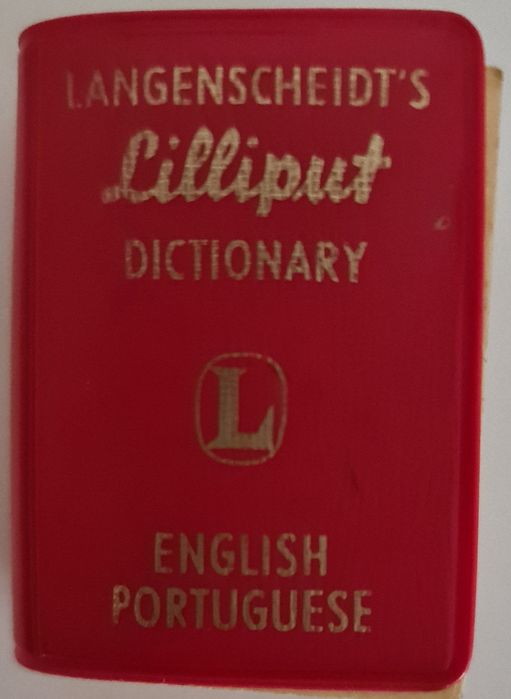 LANGENSCHEIDT'S
Lilliput
DICTIONARY
L
ENGLISH
PORTUGUESE